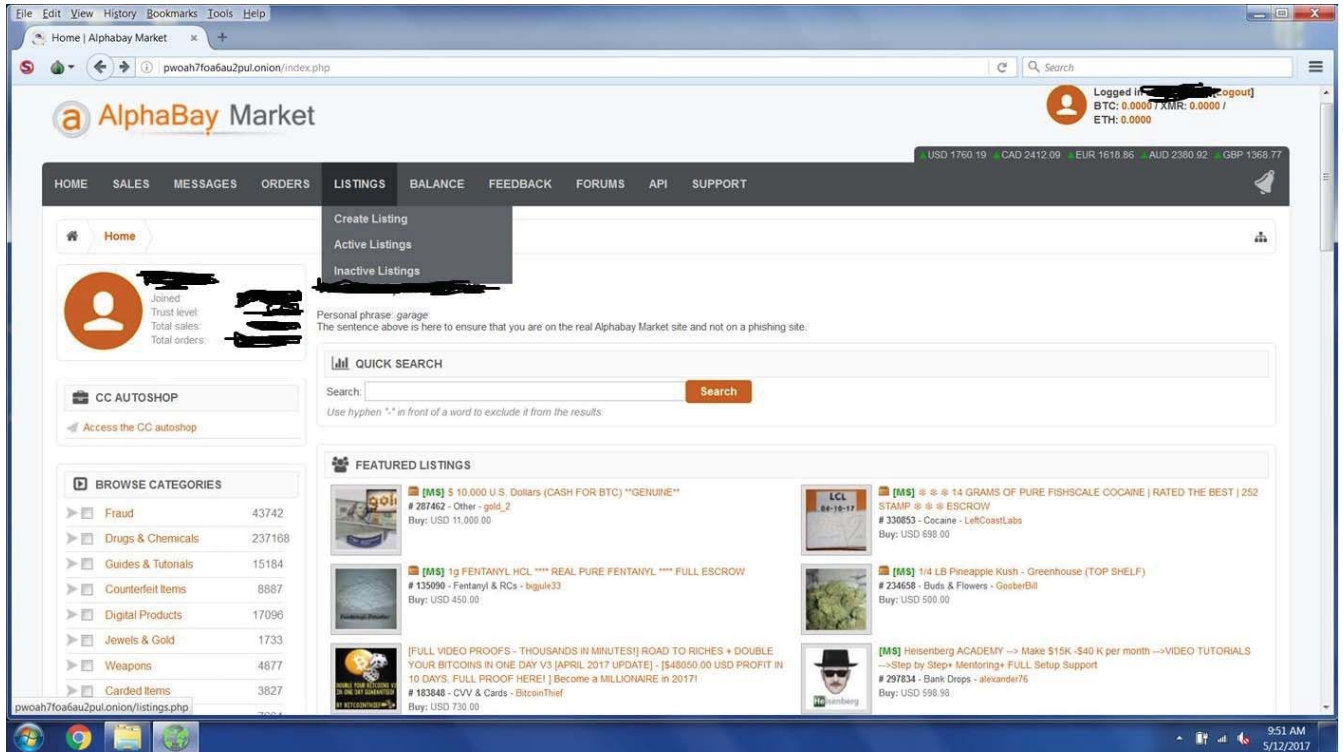 File Edit View History Bookmarks Tools Help
Home | Alphabay Market
pwoah7foa6au2pul.onion/index.php
Search
AlphaBay Market
Logged in
Logout]
BTC: 0.0000 / XMR: 0.0000 /
ETH: 0.0000
USD 1760.19 CAD 2412.09 EUR 1618.86 AUD 2380.92 GBP 1368.77
HOME SALES MESSAGES ORDERS LISTINGS BALANCE FEEDBACK FORUMS API SUPPORT
Create Listing
Active Listings
Inactive Listings
Home
Joined:
Trust level:
Total sales:
Total orders:
Personal phrase: garage
The sentence above is here to ensure that you are on the real Alphabay Market site and not on a phishing site.
QUICK SEARCH
Search:
Search
Use hyphen "-" in front of a word to exclude it from the results.
CC AUTOSHOP
Access the CC autoshop
BROWSE CATEGORIES
Fraud 43742
Drugs & Chemicals 237168
Guides & Tutorials 15184
Counterfeit Items 8887
Digital Products 17096
Jewels & Gold 1733
Weapons 4877
Carded Items 3827
FEATURED LISTINGS
[MS] $ 10,000 U.S. Dollars (CASH FOR BTC) **GENUINE**
# 287462 - Other - gold_2
Buy: USD 11,000.00
LCL
04-10-17
[MS] ❄ ❄ ❄ 14 GRAMS OF PURE FISHSCALE COCAINE | RATED THE BEST | 252
STAMP ❄ ❄ ❄ ESCROW
# 330853 - Cocaine - LeftCoastLabs
Buy: USD 698.00
[MS] 1g FENTANYL HCL **** REAL PURE FENTANYL **** FULL ESCROW
# 135090 - Fentanyl & RCs - bigjule33
Buy: USD 450.00
[MS] 1/4 LB Pineapple Kush - Greenhouse (TOP SHELF)
# 234658 - Buds & Flowers - GooberBill
Buy: USD 500.00
[FULL VIDEO PROOFS - THOUSANDS IN MINUTES!] ROAD TO RICHES + DOUBLE
YOUR BITCOINS IN ONE DAY V3 [APRIL 2017 UPDATE] - [$48050.00 USD PROFIT IN
10 DAYS. FULL PROOF HERE! ] Become a MILLIONAIRE in 2017!
# 183848 - CVV & Cards - BitcoinThief
Buy: USD 730.00
Heisenberg
[MS] Heisenberg ACADEMY --> Make $15K -$40 K per month -->VIDEO TUTORIALS
-->Step by Step+ Mentoring+ FULL Setup Support
# 297834 - Bank Drops - alexander76
Buy: USD 598.98
pwoah7foa6au2pul.onion/listings.php
9:51 AM
5/12/2017